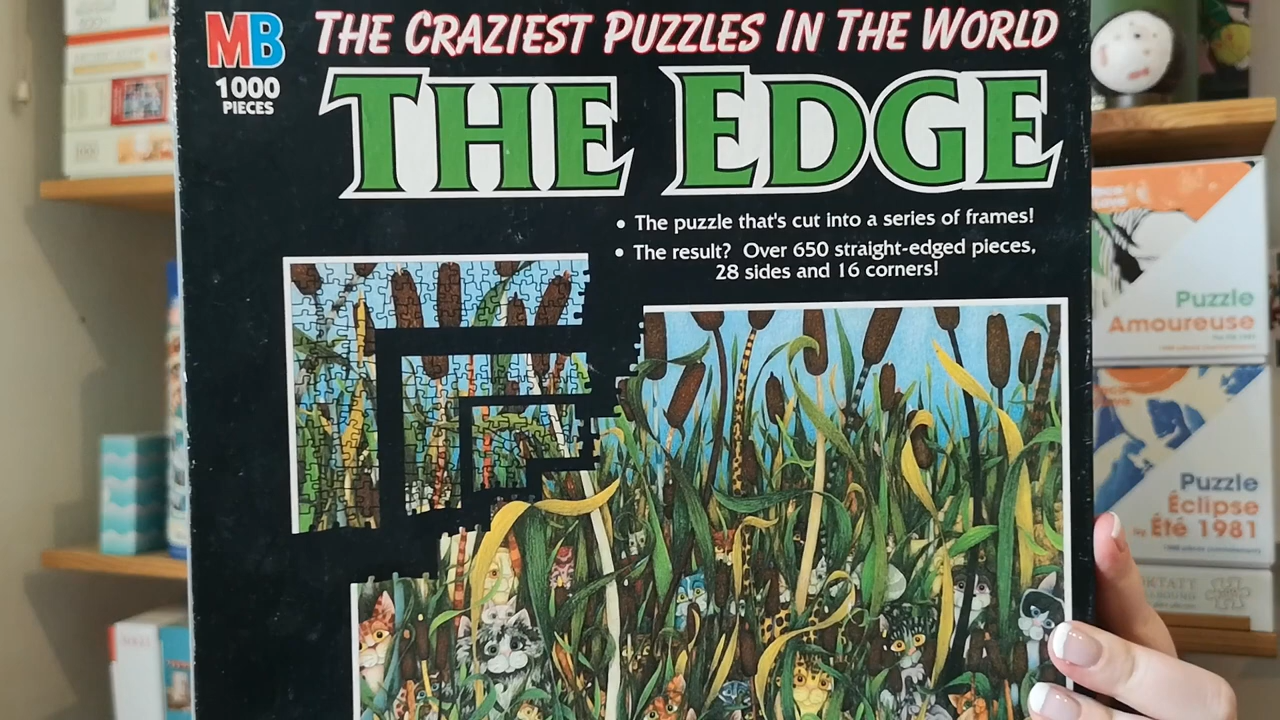 MB
1000
PIECES
THE CRAZIEST PUZZLES IN THE WORLD
THE EDGE
• The puzzle that's cut into a series of frames!
• The result? Over 650 straight-edged pieces,
28 sides and 16 corners!
Puzzle
Amoureuse
Puzzle
Éclipse
by Été 1981